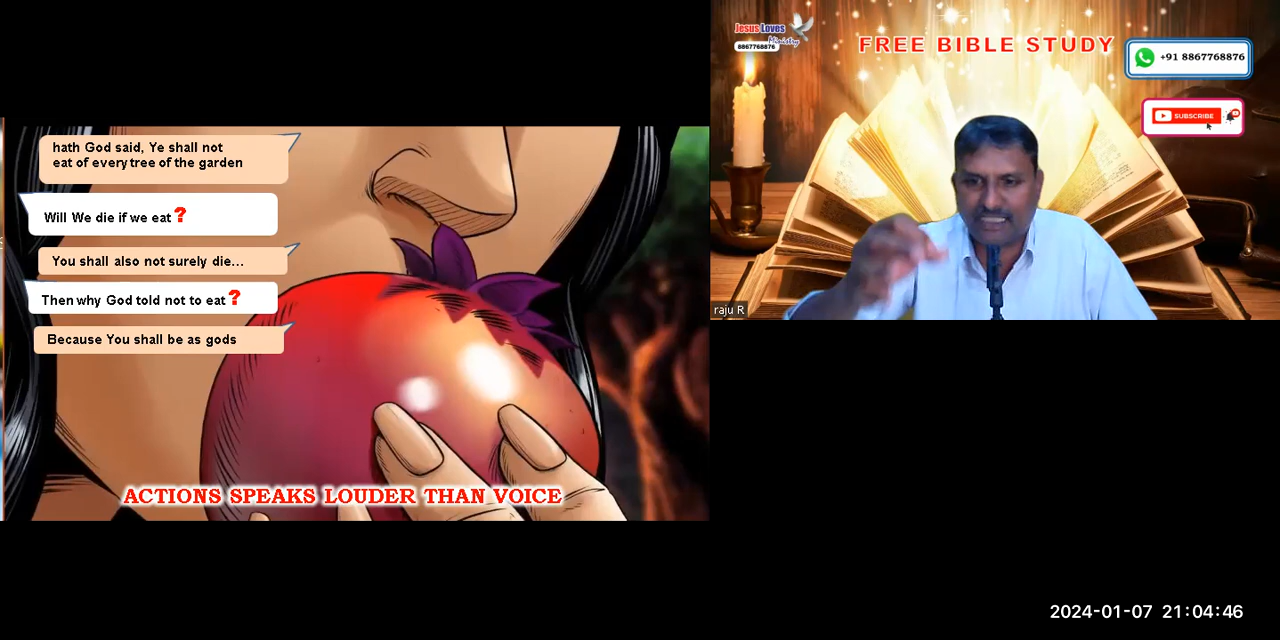 hath God said, Ye shall not
eat of every tree of the garden
Will We die if we eat ?
You shall also not surely die...
Then why God told not to eat ?
Because You shall be as gods
ACTIONS SPEAKS LOUDER THAN VOICE
Jesus Loves
Ministry
8867768876
FREE BIBLE STUDY
+91 8867768876
SUBSCRIBE
raju R
2024-01-07 21:04:46